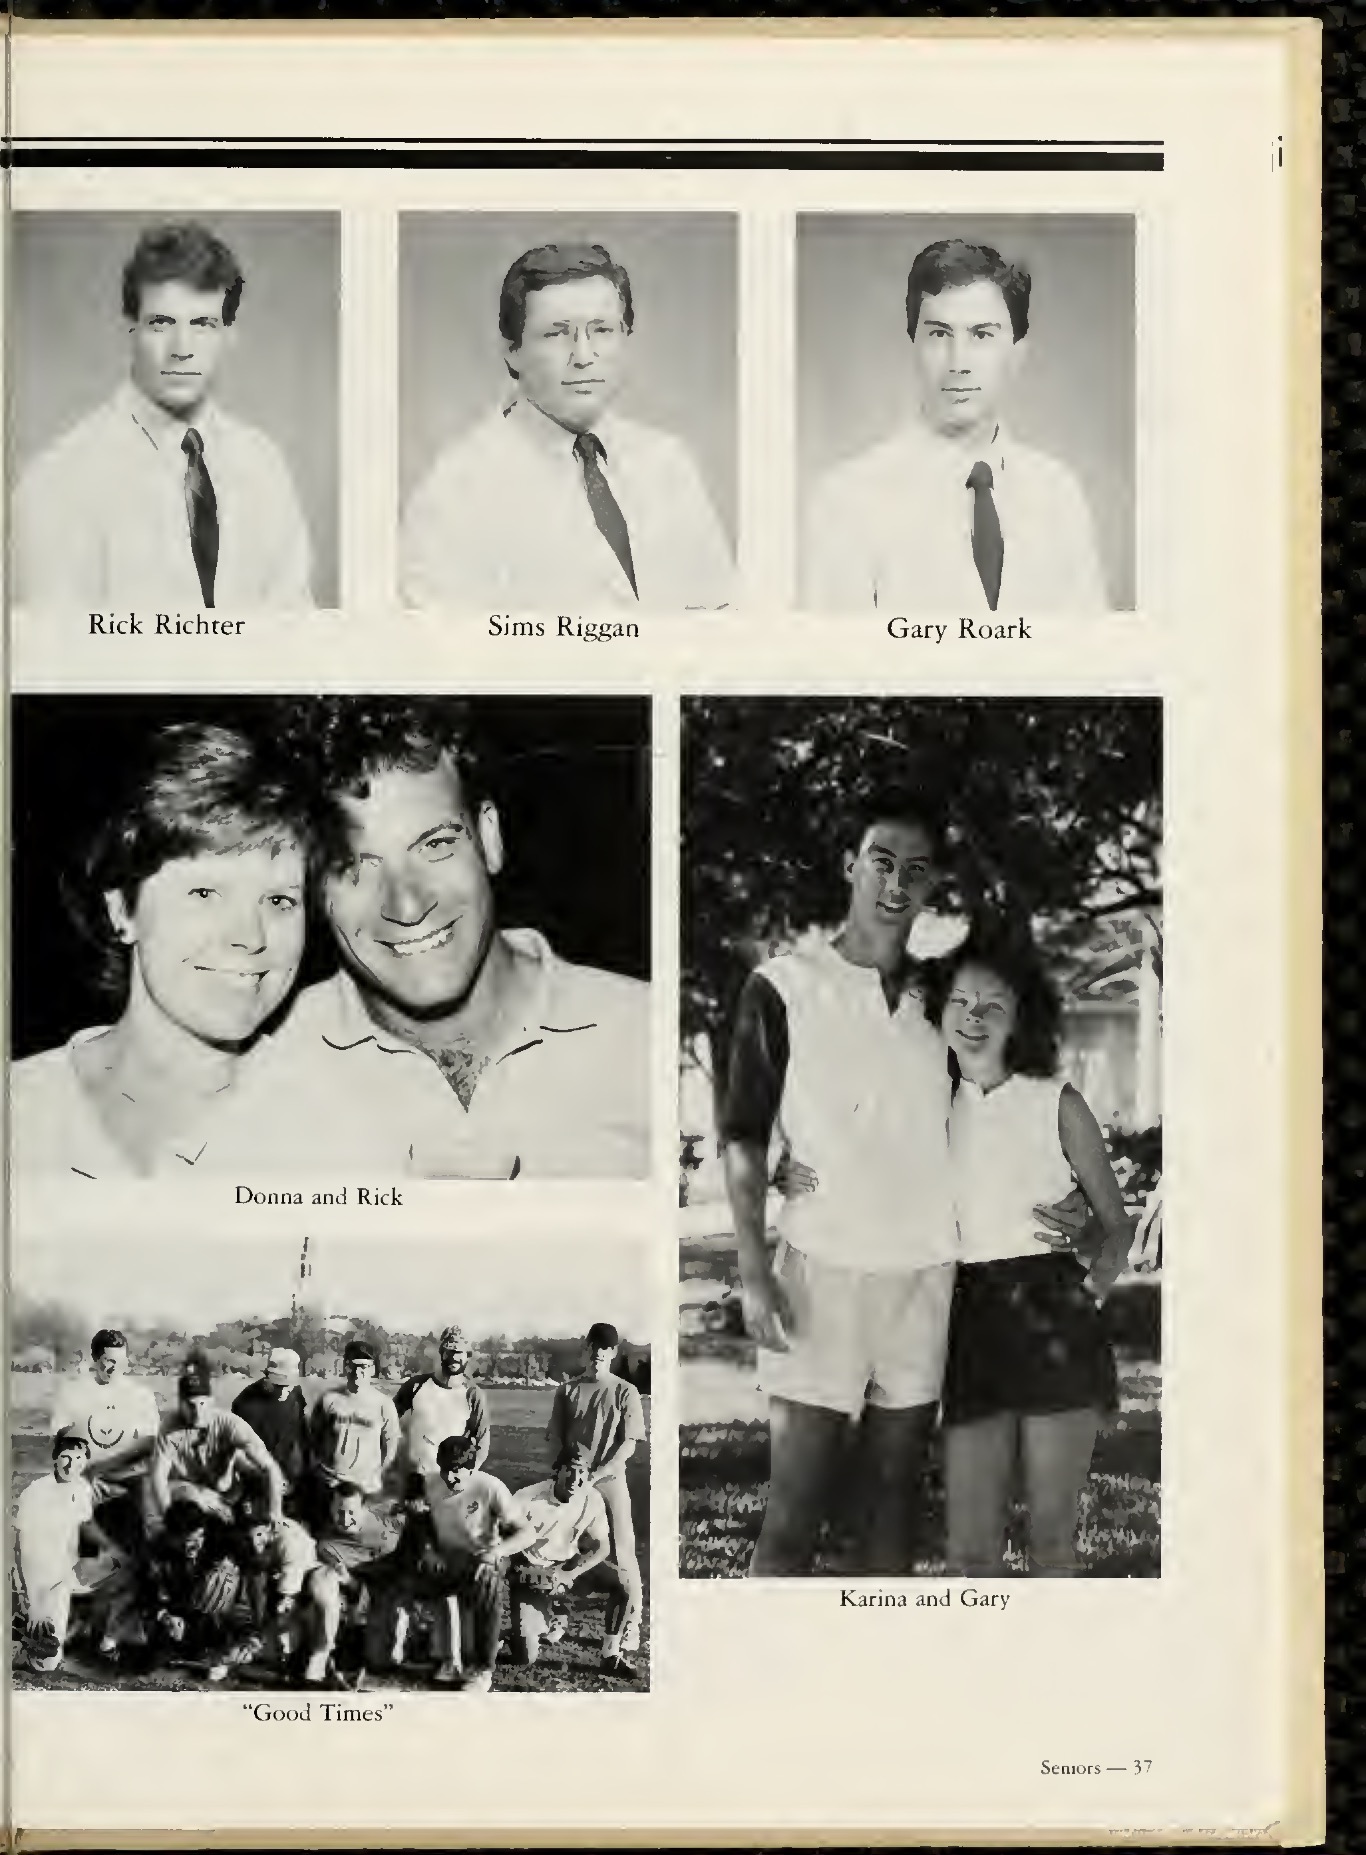 Rick Richter
Sims Riggan
Gary Roark
Donna and Rick
Karina and Gary
"Good Times"
Seniors — 37